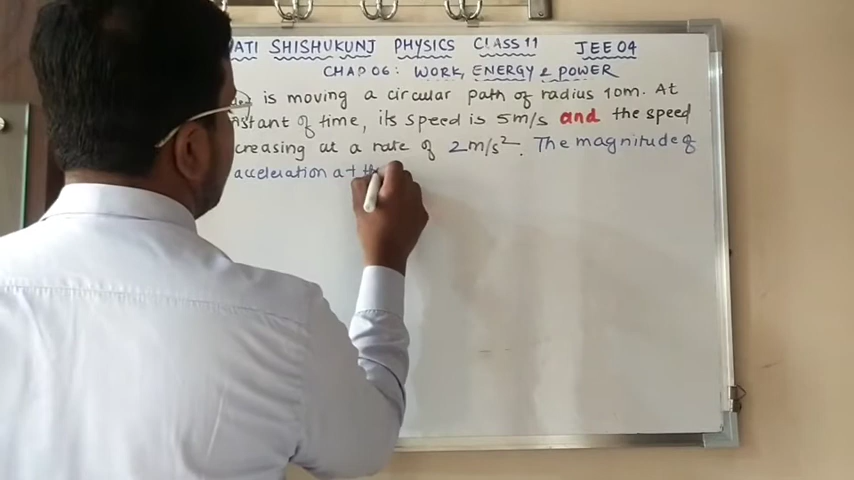 ATI SHISHUKUNJ PHYSICS CLASS 11 JEE 04
CHAP 06: WORK, ENERGY & POWER
is moving a circular path of radius 10m. At
instant of time, its speed is 5m/s and the speed
creasing at a rate of 2m/s². The magnitude of
acceleration at th